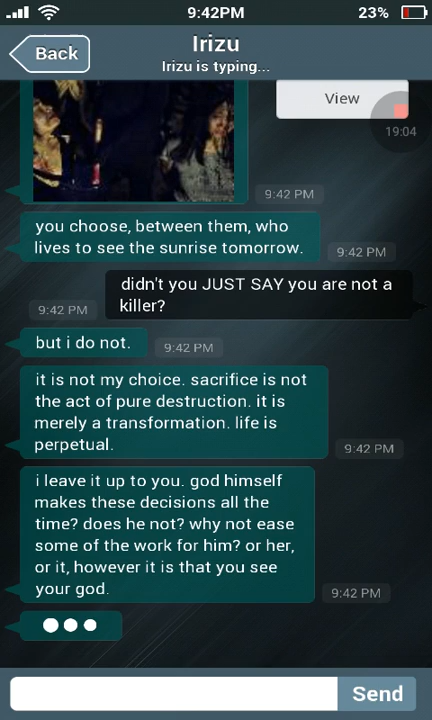 9:42PM
23%
Back
Irizu
Irizu is typing...
View
19:04
9:42 PM
you choose, between them, who
lives to see the sunrise tomorrow.
9:42 PM
didn't you JUST SAY you are not a
killer?
9:42 PM
but i do not.
9:42 PM
it is not my choice. sacrifice is not
the act of pure destruction. it is
merely a transformation. life is
perpetual.
9:42 PM
i leave it up to you. god himself
makes these decisions all the
time? does he not? why not ease
some of the work for him? or her,
or it, however it is that you see
your god.
9:42 PM
Send